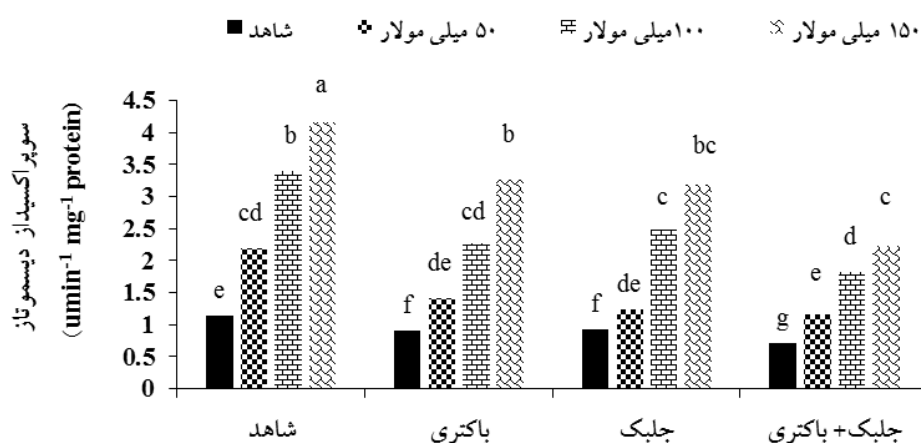 شاهد ۵۰ میلی مولار ۱۰۰میلی مولار ۱۵۰ میلی مولار
سوپراکسیداز دیسموتاز
(umin-1 mg-1 protein)
4.5
4
3.5
3
2.5
2
1.5
1
0.5
0
e cd b a
f de cd b
f de c bc
g e d c
شاهد باکتری جلبک جلبک+ باکتری